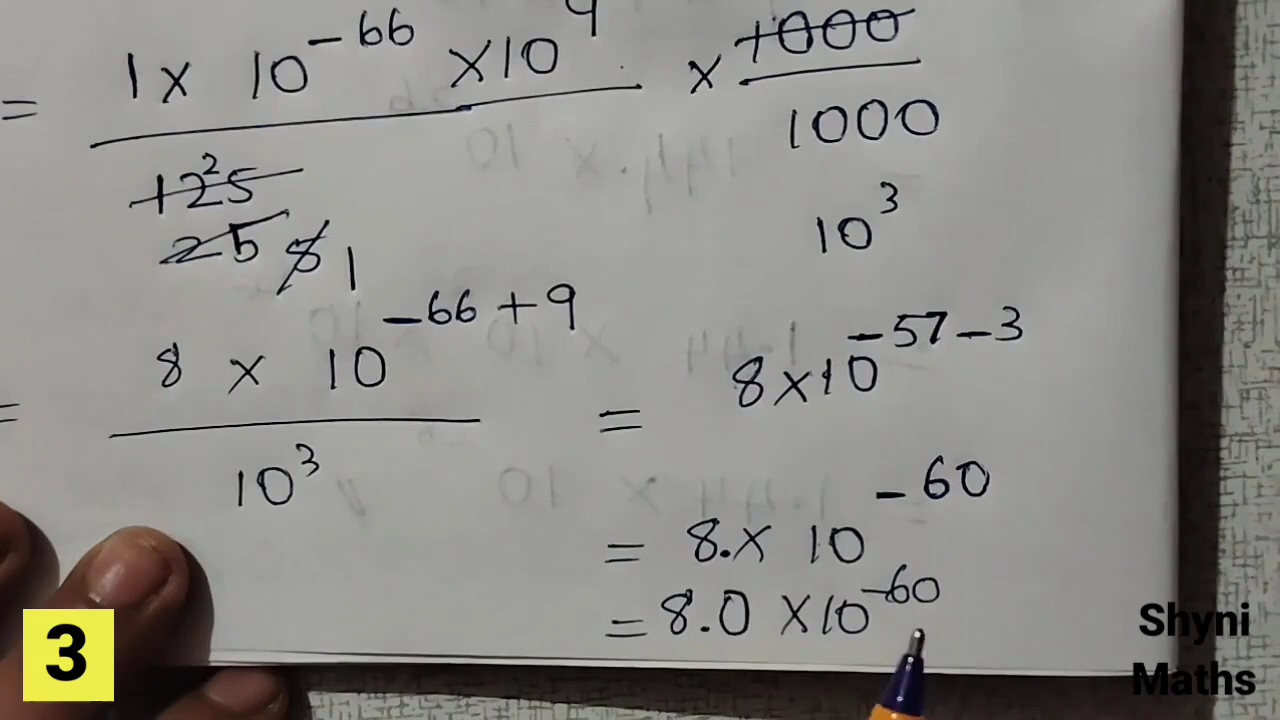 = 1 x 10^-66 x 10^9 / 125 x 1000 / 1000
2
25 5 1
10^3
= 8 x 10^-66+9 / 10^3 = 8 x 10^-57-3
= 8. x 10^-60
= 8.0 x 10^-60
3
Shyni
Maths